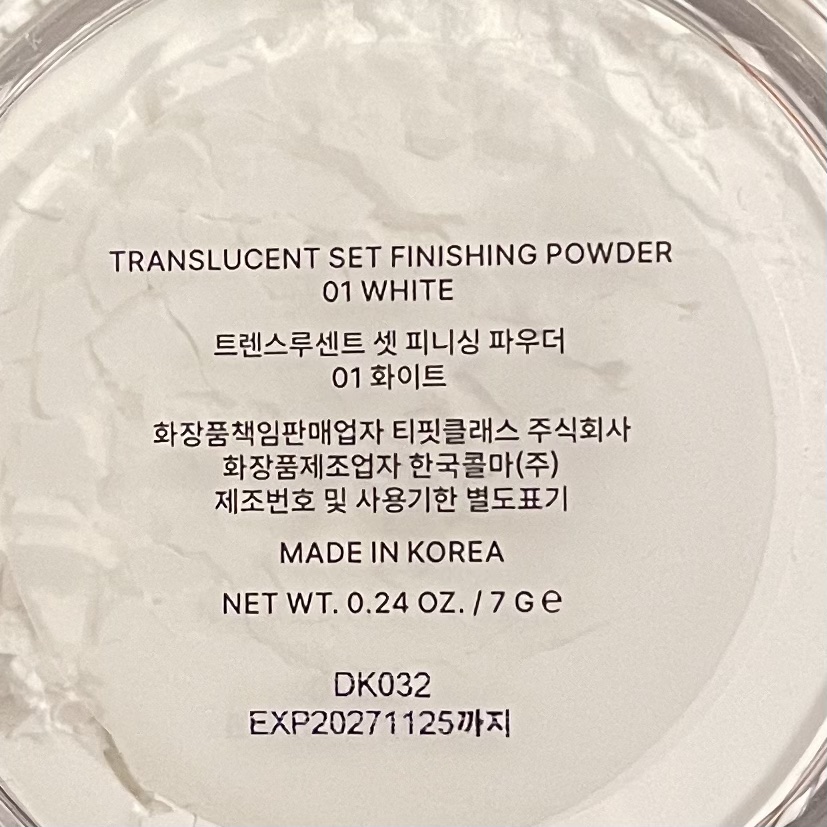 TRANSLUCENT SET FINISHING POWDER
01 WHITE
트렌스루센트 셋 피니싱 파우더
01 화이트
화장품책임판매업자 티핏클래스 주식회사
화장품제조업자 한국콜마(주)
제조번호 및 사용기한 별도표기
MADE IN KOREA
NET WT. 0.24 OZ. / 7 G ℮
DK032
EXP20271125까지